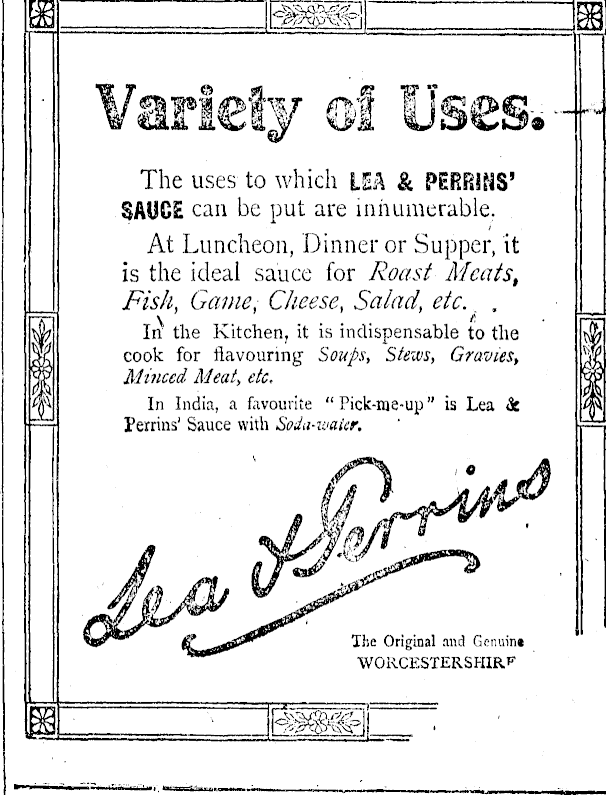 Variety of Uses.
The uses to which LEA & PERRINS'
SAUCE can be put are innumerable.
At Luncheon, Dinner or Supper, it
is the ideal sauce for Roast Meats,
Fish, Game, Cheese, Salad, etc.
In the Kitchen, it is indispensable to the
cook for flavouring Soups, Stews, Gravies,
Minced Meat, etc.
In India, a favourite "Pick-me-up" is Lea &
Perrins' Sauce with Soda-water.
Lea & Perrins
The Original and Genuine
WORCESTERSHIRE